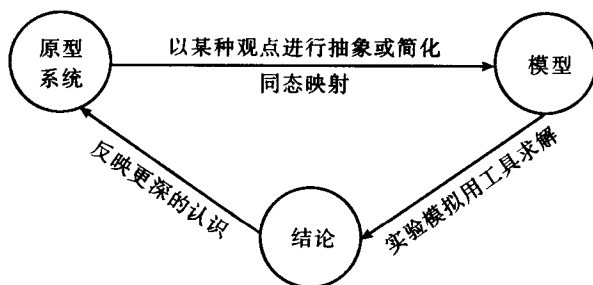 原型
系统
以某种观点进行抽象或简化
同态映射
模型
反映更深的认识
实验模拟用工具求解
结论